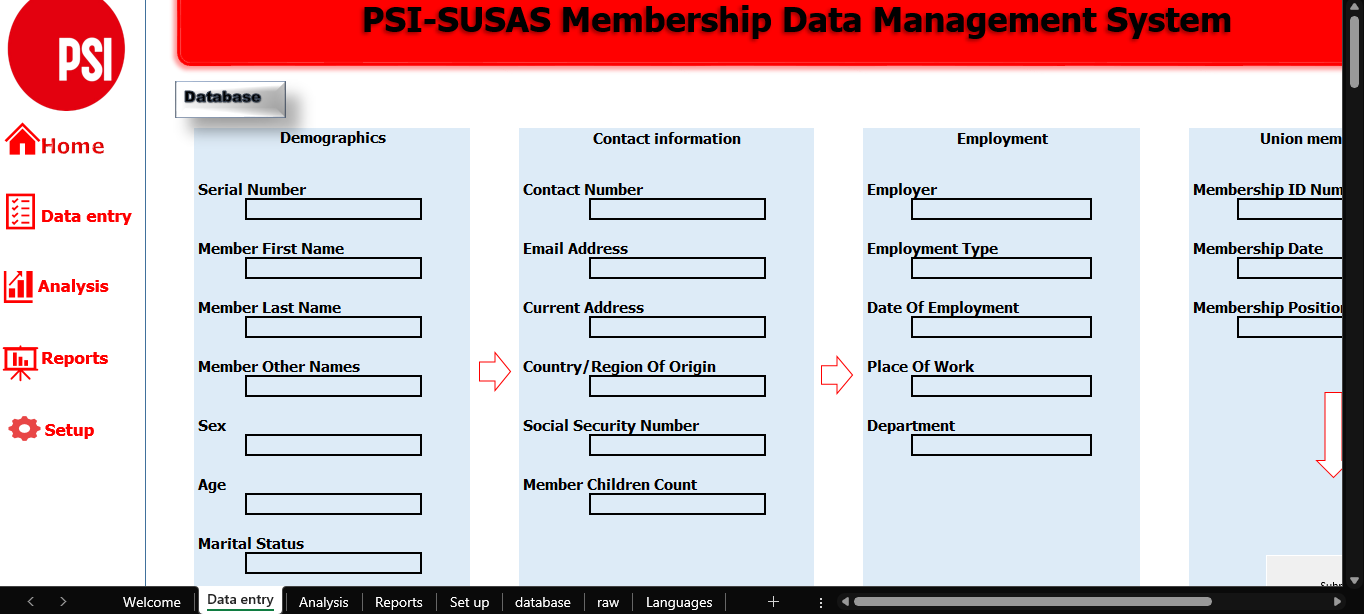 PSI
PSI-SUSAS Membership Data Management System
Database
Home
Data entry
Analysis
Reports
Setup
Demographics
Serial Number
Member First Name
Member Last Name
Member Other Names
Sex
Age
Marital Status
Contact information
Contact Number
Email Address
Current Address
Country/Region Of Origin
Social Security Number
Member Children Count
Employment
Employer
Employment Type
Date Of Employment
Place Of Work
Department
Union mem
Membership ID Num
Membership Date
Membership Position
Welcome Data entry Analysis Reports Set up database raw Languages